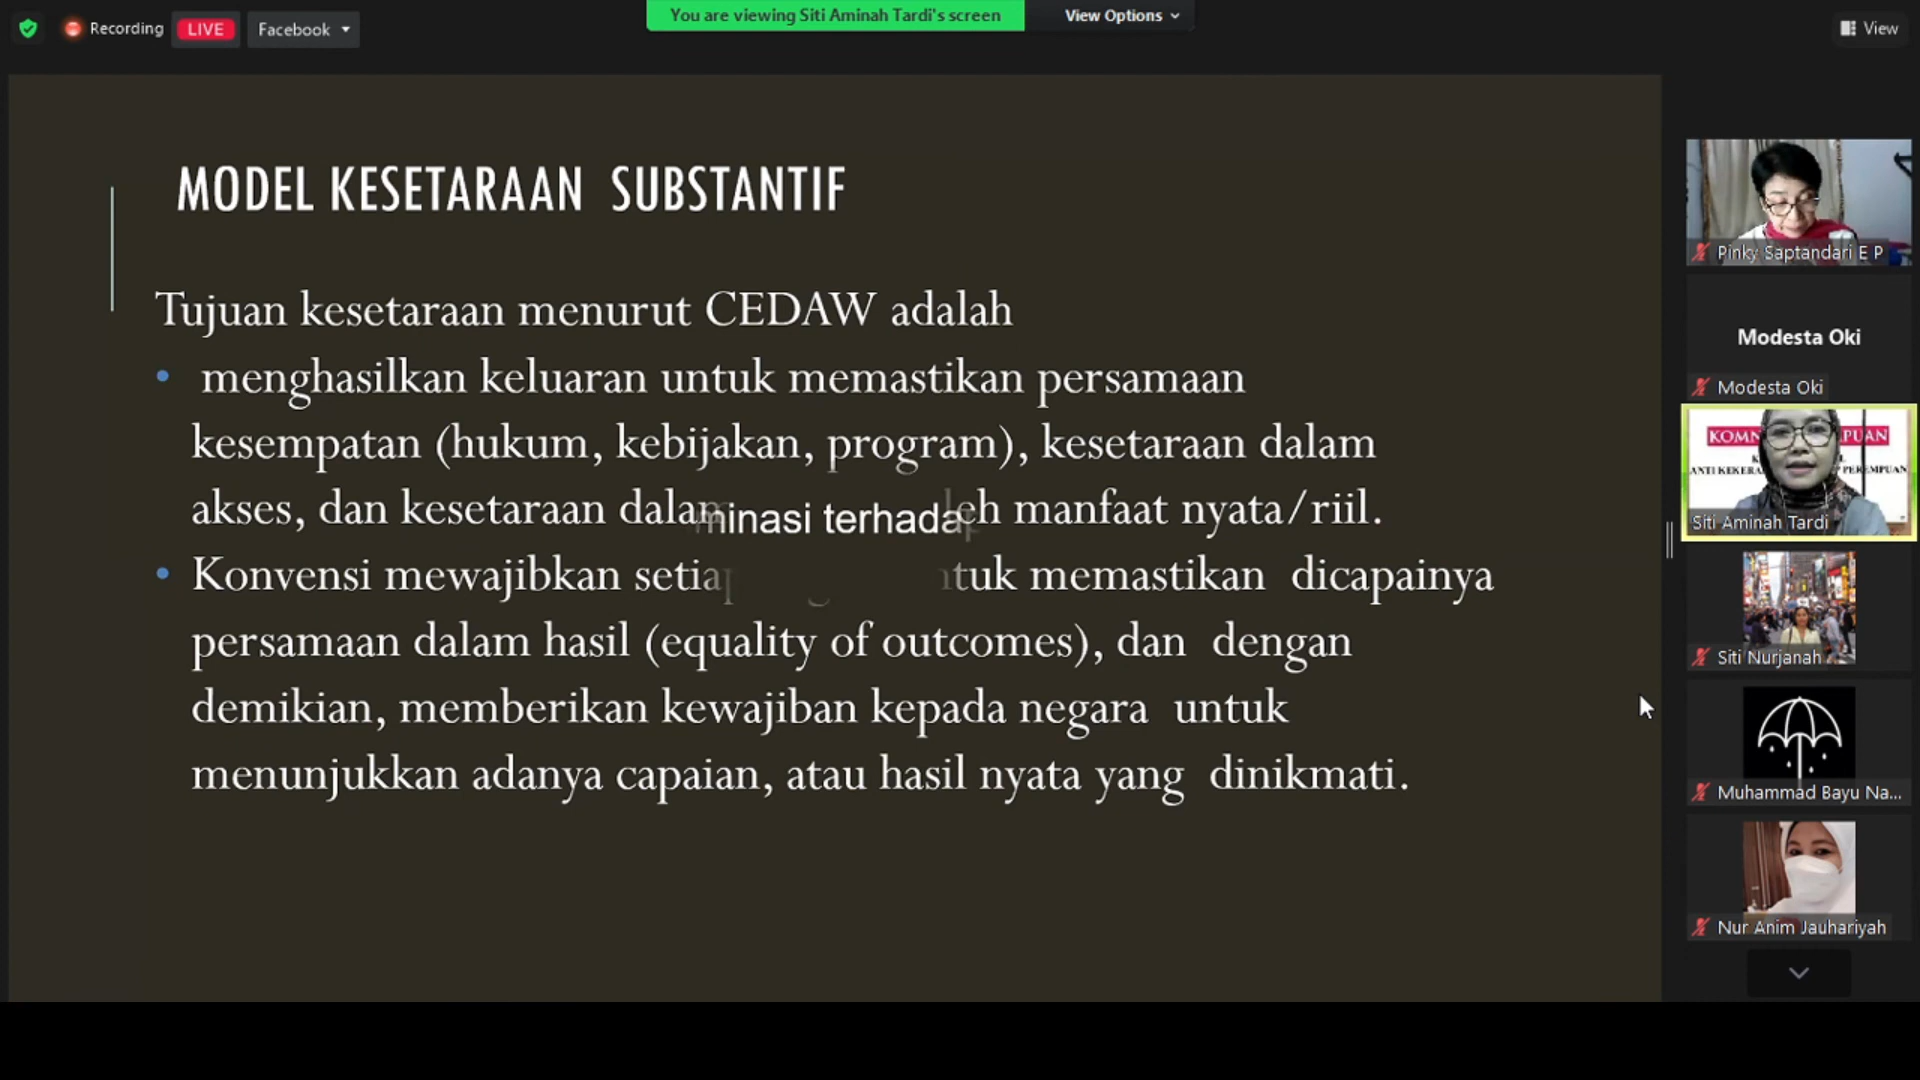 Recording
LIVE
Facebook
You are viewing Siti Aminah Tardi's screen
View Options
View
MODEL KESETARAAN SUBSTANTIF
Tujuan kesetaraan menurut CEDAW adalah
• menghasilkan keluaran untuk memastikan persamaan
kesempatan (hukum, kebijakan, program), kesetaraan dalam
akses, dan kesetaraan dalam manfaat nyata/riil.
minasi terhadap
• Konvensi mewajibkan setiap memastikan dicapainya
persamaan dalam hasil (equality of outcomes), dan dengan
demikian, memberikan kewajiban kepada negara untuk
menunjukkan adanya capaian, atau hasil nyata yang dinikmati.
Pinky Saptandari E P
Modesta Oki
Modesta Oki
Siti Aminah Tardi
Siti Nurjanah
Muhammad Bayu Na...
Nur Anim Jauhariyah